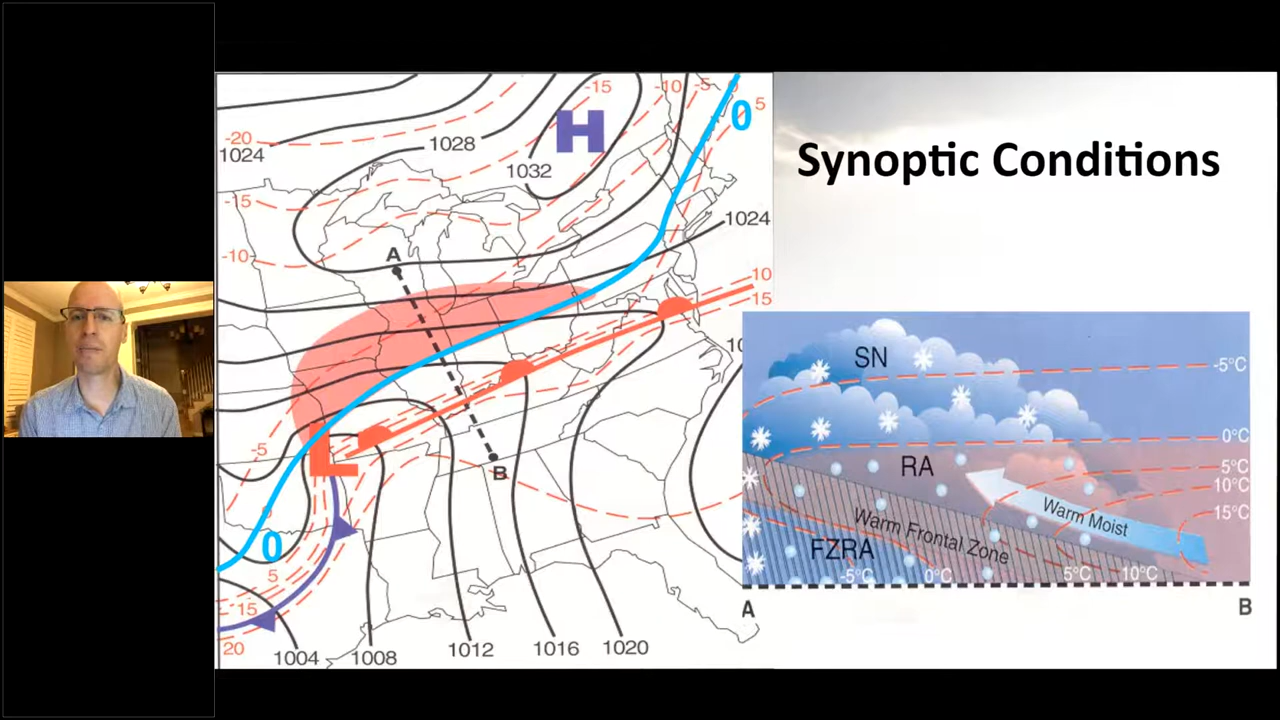 Synoptic Conditions
-15
-10
-5
0
5
H
-20
1024
1028
1032
-15
1024
-10
A
10
15
-5
L
B
0
0
5
-15
20
1004
1008
1012
1016
1020
SN
-5°C
0°C
RA
5°C
10°C
Warm Moist
15°C
Warm Frontal Zone
FZRA
-5°C
0°C
5°C
10°C
A
B